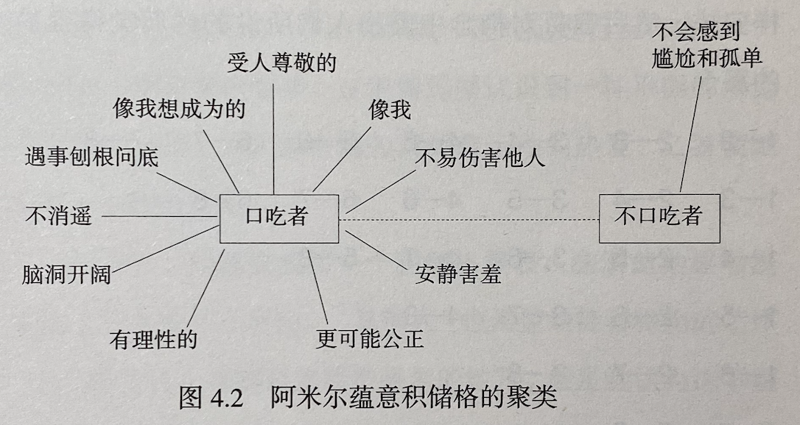 不会感到
尴尬和孤单
受人尊敬的
像我想成为的
像我
遇事刨根问底
不易伤害他人
不消遥
口吃者
不口吃者
脑洞开阔
安静害羞
有理性的
更可能公正
图 4.2 阿米尔蕴意积储格的聚类